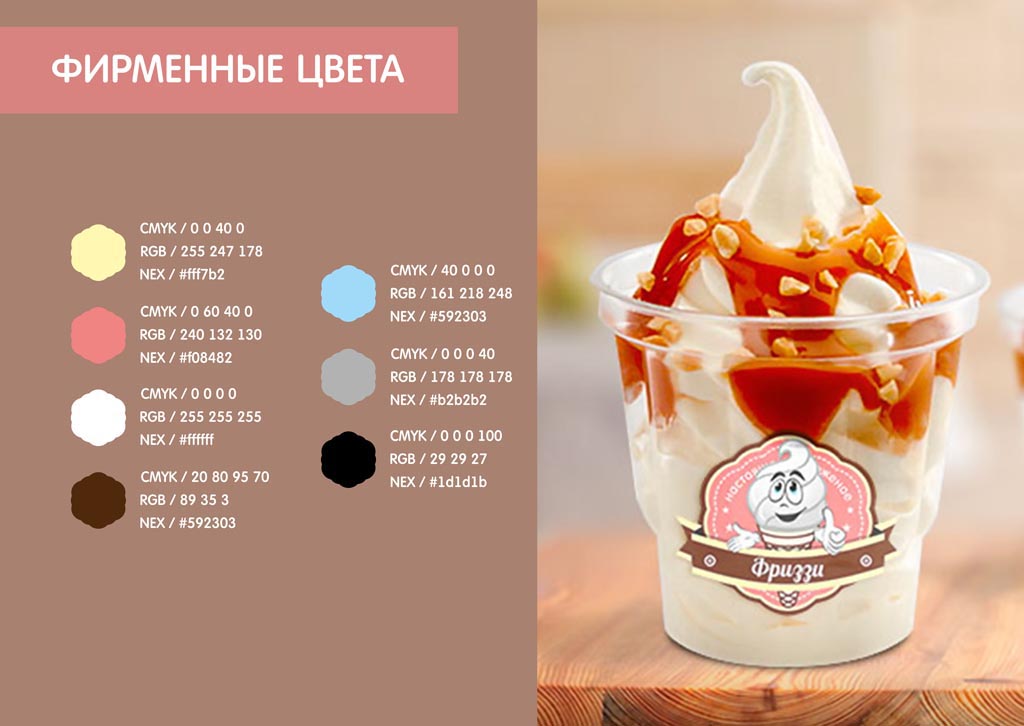 ФИРМЕННЫЕ ЦВЕТА
CMYK / 0 0 40 0
RGB / 255 247 178
NEX / #fff7b2
CMYK / 0 60 40 0
RGB / 240 132 130
NEX / #f08482
CMYK / 0 0 0 0
RGB / 255 255 255
NEX / #ffffff
CMYK / 20 80 95 70
RGB / 89 35 3
NEX / #592303
CMYK / 40 0 0 0
RGB / 161 218 248
NEX / #592303
CMYK / 0 0 0 40
RGB / 178 178 178
NEX / #b2b2b2
CMYK / 0 0 0 100
RGB / 29 29 27
NEX / #1d1d1b
Фриззи